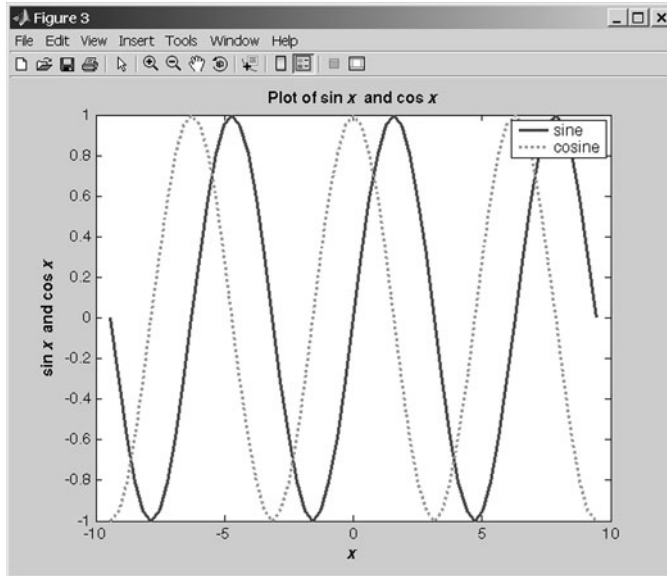 Figure 3
File Edit View Insert Tools Window Help
Plot of sin x and cos x
sine
cosine
sin x and cos x
1
0.8
0.6
0.4
0.2
0
-0.2
-0.4
-0.6
-0.8
-1
-10 -5 0 5 10
x